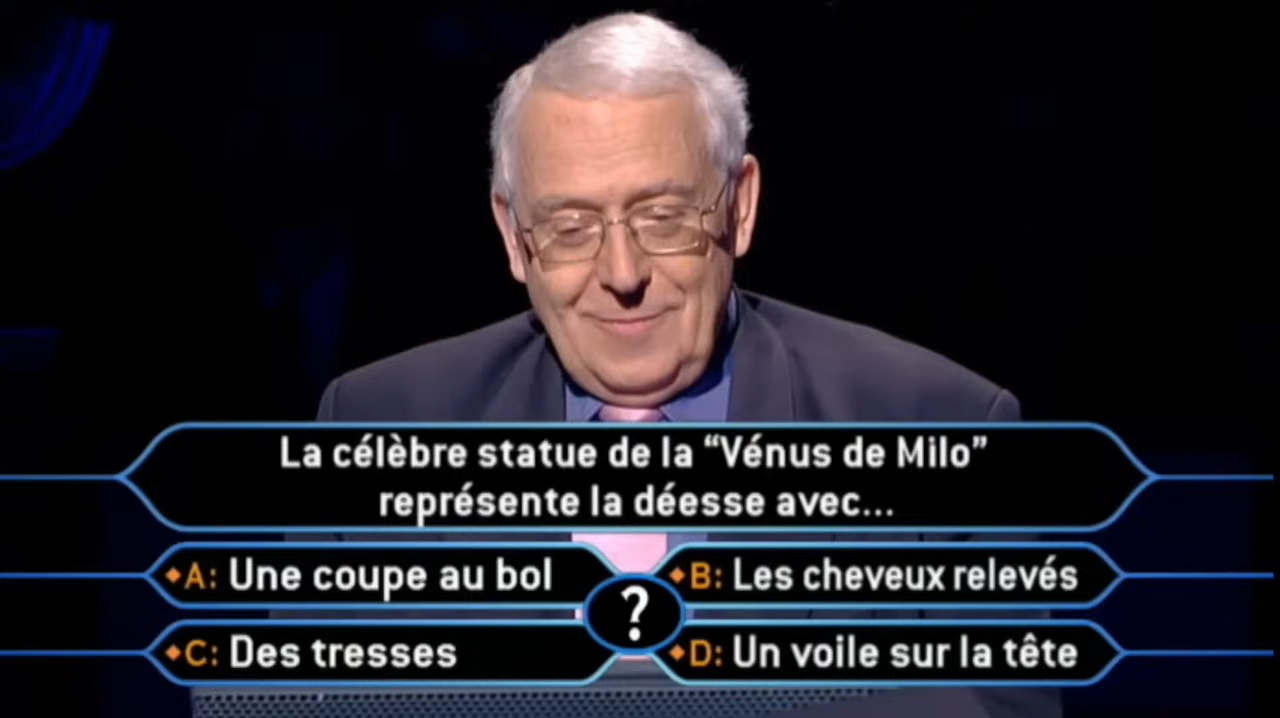 La célèbre statue de la “Vénus de Milo”
représente la déesse avec...
A: Une coupe au bol
B: Les cheveux relevés
?
C: Des tresses
D: Un voile sur la tête